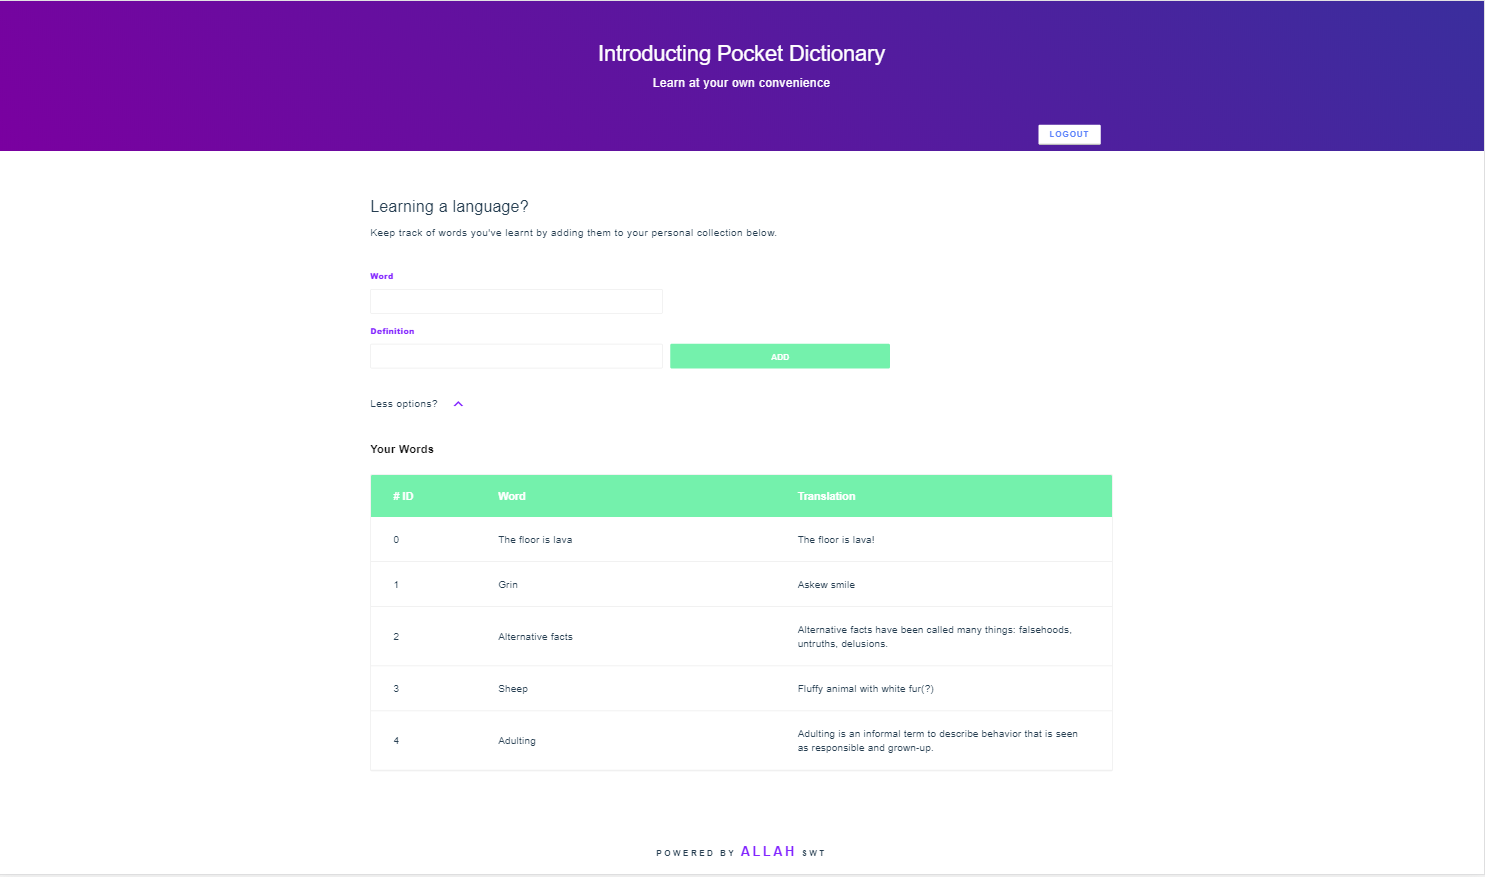 Introducting Pocket Dictionary
Learn at your own convenience
LOGOUT
Learning a language?
Keep track of words you've learnt by adding them to your personal collection below.
Word
Definition
ADD
Less options?
Your Words
# ID Word Translation
0 The floor is lava The floor is lava!
1 Grin Askew smile
2 Alternative facts Alternative facts have been called many things: falsehoods,
untruths, delusions.
3 Sheep Fluffy animal with white fur(?)
4 Adulting Adulting is an informal term to describe behavior that is seen
as responsible and grown-up.
POWERED BY ALLAH SWT